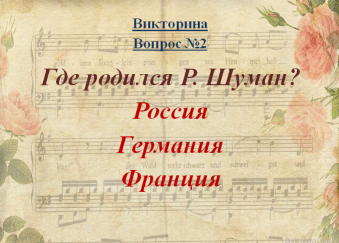 Викторина
Вопрос №2
Где родился Р. Шуман?
Россия
Германия
Франция